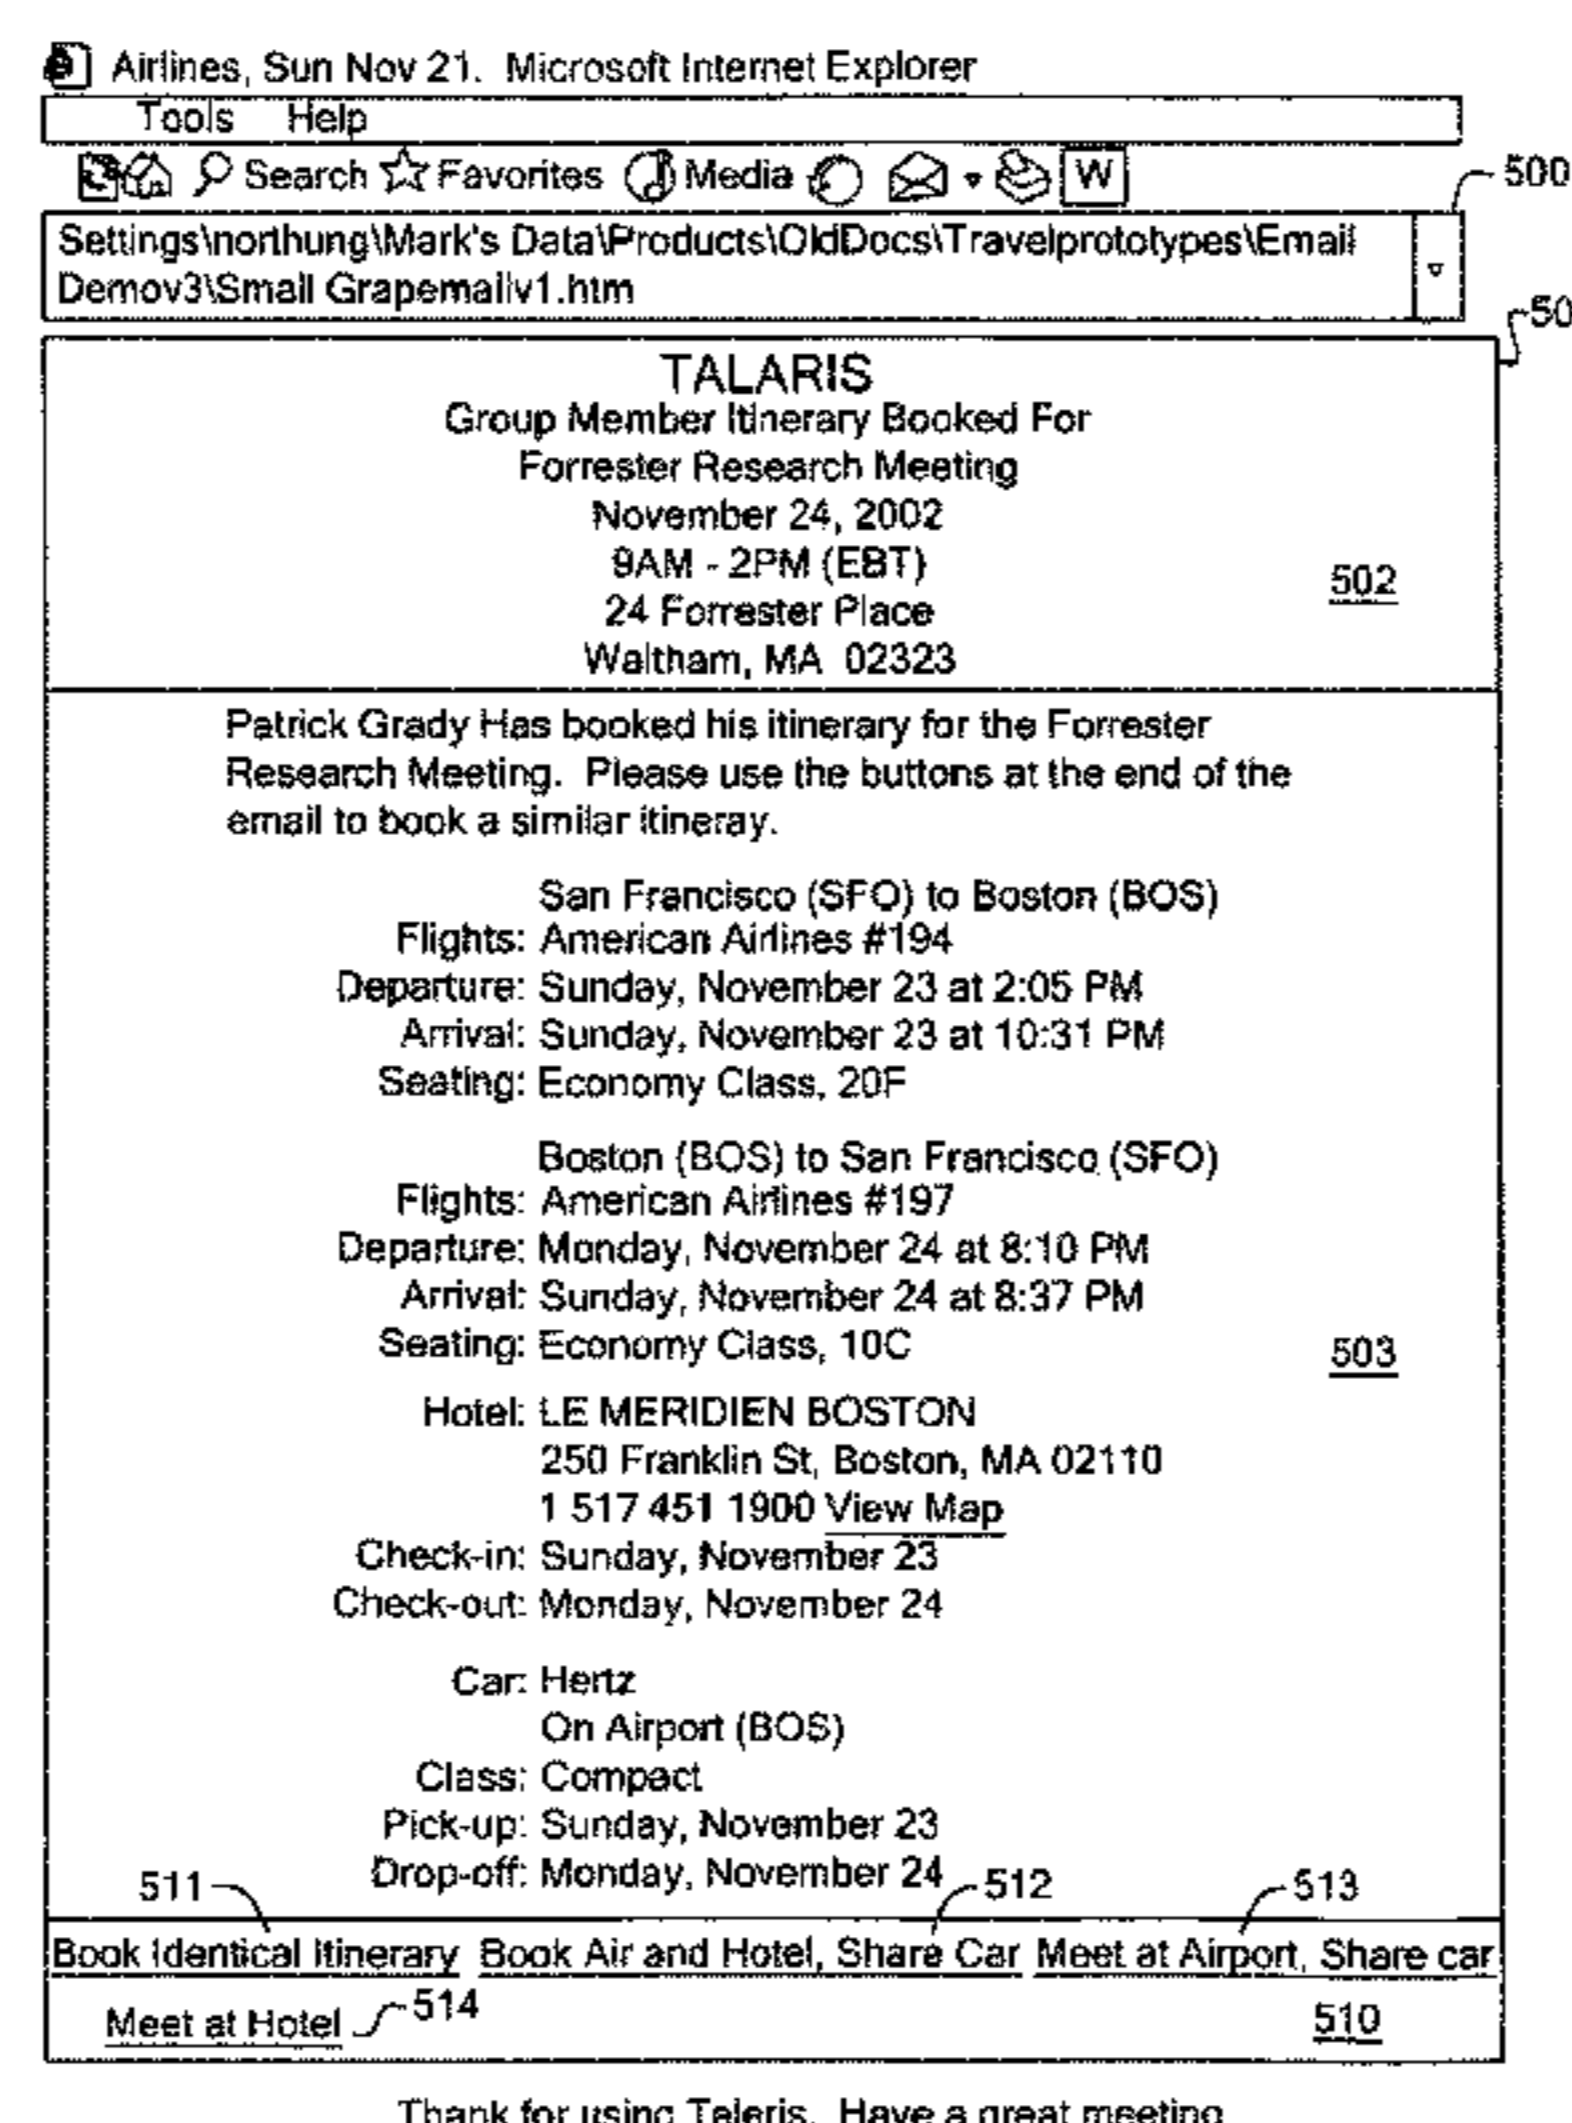 Airlines, Sun Nov 21. Microsoft Internet Explorer
Tools Help
Search Favorites Media W
500
Settings\northung\Mark's Data\Products\OldDocs\Travelprototypes\Email
Demov3\Small Grapemailv1.htm
50
TALARIS
Group Member Itinerary Booked For
Forrester Research Meeting
November 24, 2002
9AM - 2PM (EBT)
502
24 Forrester Place
Waltham, MA 02323
Patrick Grady Has booked his itinerary for the Forrester
Research Meeting. Please use the buttons at the end of the
email to book a similar itineray.
San Francisco (SFO) to Boston (BOS)
Flights: American Airlines #194
Departure: Sunday, November 23 at 2:05 PM
Arrival: Sunday, November 23 at 10:31 PM
Seating: Economy Class, 20F
Boston (BOS) to San Francisco (SFO)
Flights: American Airlines #197
Departure: Monday, November 24 at 8:10 PM
Arrival: Sunday, November 24 at 8:37 PM
Seating: Economy Class, 10C
503
Hotel: LE MERIDIEN BOSTON
250 Franklin St, Boston, MA 02110
1 517 451 1900 View Map
Check-in: Sunday, November 23
Check-out: Monday, November 24
Car: Hertz
On Airport (BOS)
Class: Compact
Pick-up: Sunday, November 23
Drop-off: Monday, November 24
511 512 513
Book Identical Itinerary Book Air and Hotel, Share Car Meet at Airport, Share car
Meet at Hotel 514 510
Thank for using Teleris. Have a great meeting